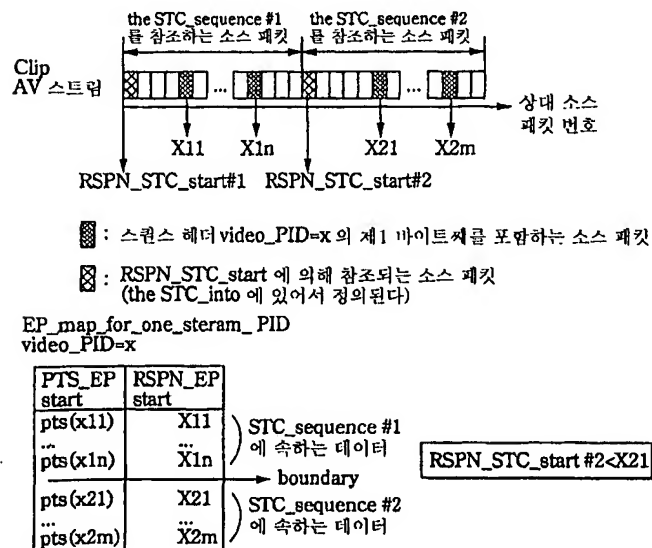 the STC_sequence #1
를 참조하는 소스 패킷
the STC_sequence #2
를 참조하는 소스 패킷
Clip
AV 스트림
...
...
상대 소스
패킷 번호
X11
X1n
X21
X2m
RSPN_STC_start#1
RSPN_STC_start#2
: 스퀀스 헤더 video_PID=x 의 제1 바이트찌를 포함하는 소스 패킷
: RSPN_STC_start 에 의해 참조되는 소스 패킷
(the STC_into 에 있어서 정의된다)
EP_map_for_one_steram_ PID
video_PID=x
PTS_EP
start
RSPN_EP
start
pts(x11)
X11
...
...
pts(x1n)
X1n
STC_sequence #1
에 속하는 데이터
boundary
pts(x21)
X21
...
...
pts(x2m)
X2m
STC_sequence #2
에 속하는 데이터
RSPN_STC_start #2<X21